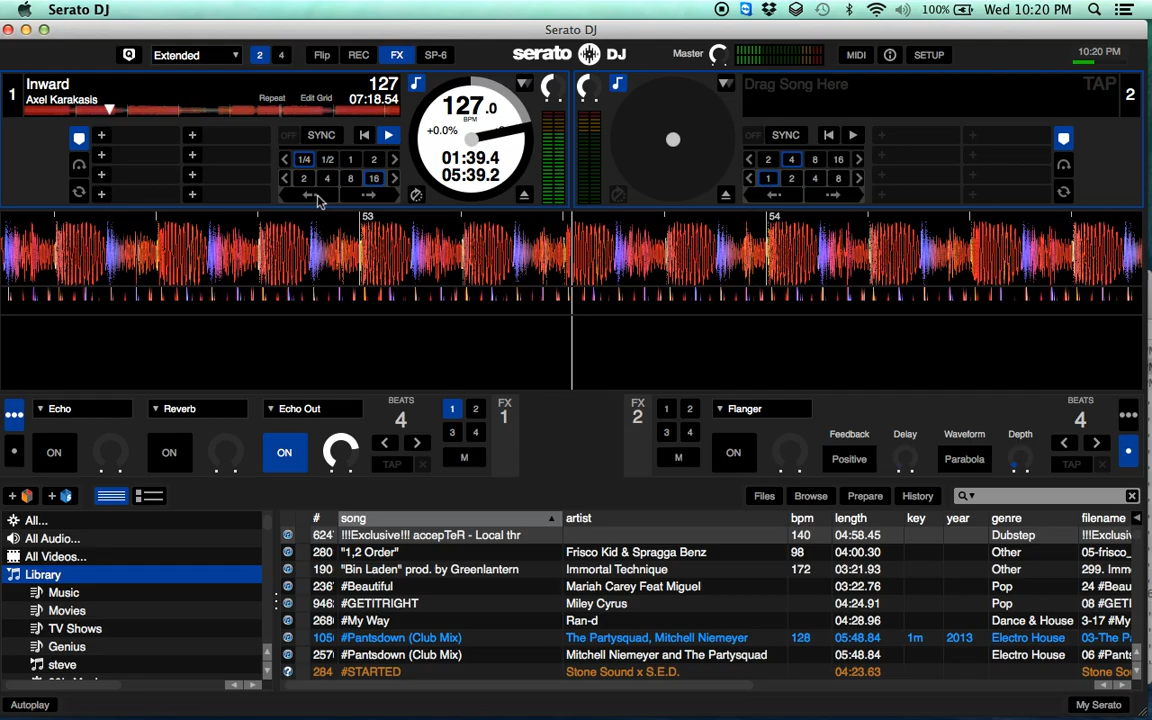 Serato DJ
100%
Wed 10:20 PM
Serato DJ
Extended
2 4
Flip REC FX SP-6
serato DJ
Master
MIDI
SETUP
10:20 PM
1
Inward
Axel Karakasis
127
07:18.54
Repeat Edit Grid
OFF SYNC
1/4 1/2 1 2
2 4 8 16
127.0
BPM
+0.0%
01:39.4
05:39.2
Drag Song Here
TAP
2
OFF SYNC
2 4 8 16
1 2 4 8
53
54
Echo
Reverb
Echo Out
BEATS
4
TAP
ON
ON
ON
1 2
3 4
M
FX
1
FX
2
1 2
3 4
M
Flanger
ON
Feedback
Positive
Delay
Waveform
Parabola
Depth
BEATS
4
TAP
Files Browse Prepare History
All...
All Audio...
All Videos...
Library
Music
Movies
TV Shows
Genius
steve
# song artist bpm length key year genre filename
624 !!!Exclusive!!! accepTeR - Local thr 140 04:58.45 Dubstep !!!Exclusiv
280 "1,2 Order" Frisco Kid & Spragga Benz 98 04:00.30 Other 05-frisco_
190 "Bin Laden" prod. by Greenlantern Immortal Technique 172 03:21.93 Other 299. Imm
236 #Beautiful Mariah Carey Feat Miguel 03:22.76 Pop 24 #Beau
946 #GETITRIGHT Miley Cyrus 04:24.91 Pop 08 #GETI
268 #My Way Ran-d 04:28.96 Dance & House 3-17 #My
105 #Pantsdown (Club Mix) The Partysquad, Mitchell Niemeyer 128 05:48.84 1m 2013 Electro House 03-The P
257 #Pantsdown (Club Mix) Mitchell Niemeyer and The Partysquad 05:48.84 Electro House 06 #Pants
284 #STARTED Stone Sound x S.E.D. 04:23.63 Stone So
Autoplay
My Serato